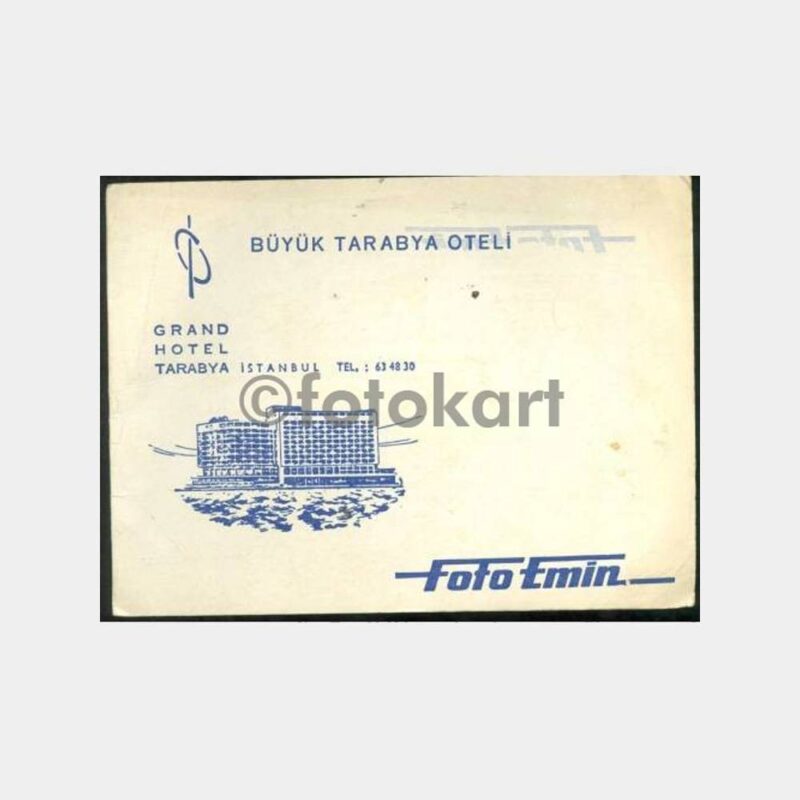 BÜYÜK TARABYA OTELİ
GRAND
HOTEL
TARABYA İSTANBUL TEL. : 63 48 30
©fotokart
Foto Emin